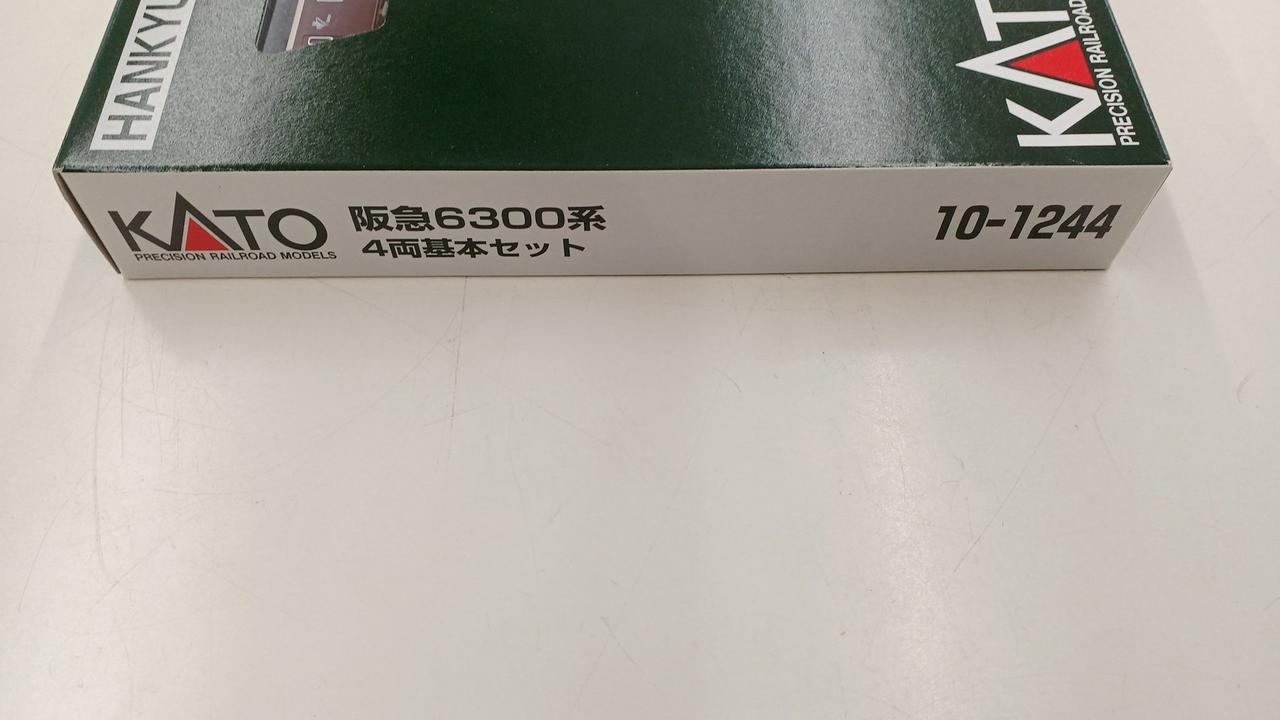 HANKYU
KATO
PRECISION RAILROAD
KATO
PRECISION RAILROAD MODELS
阪急6300系
4両基本セット
10-1244